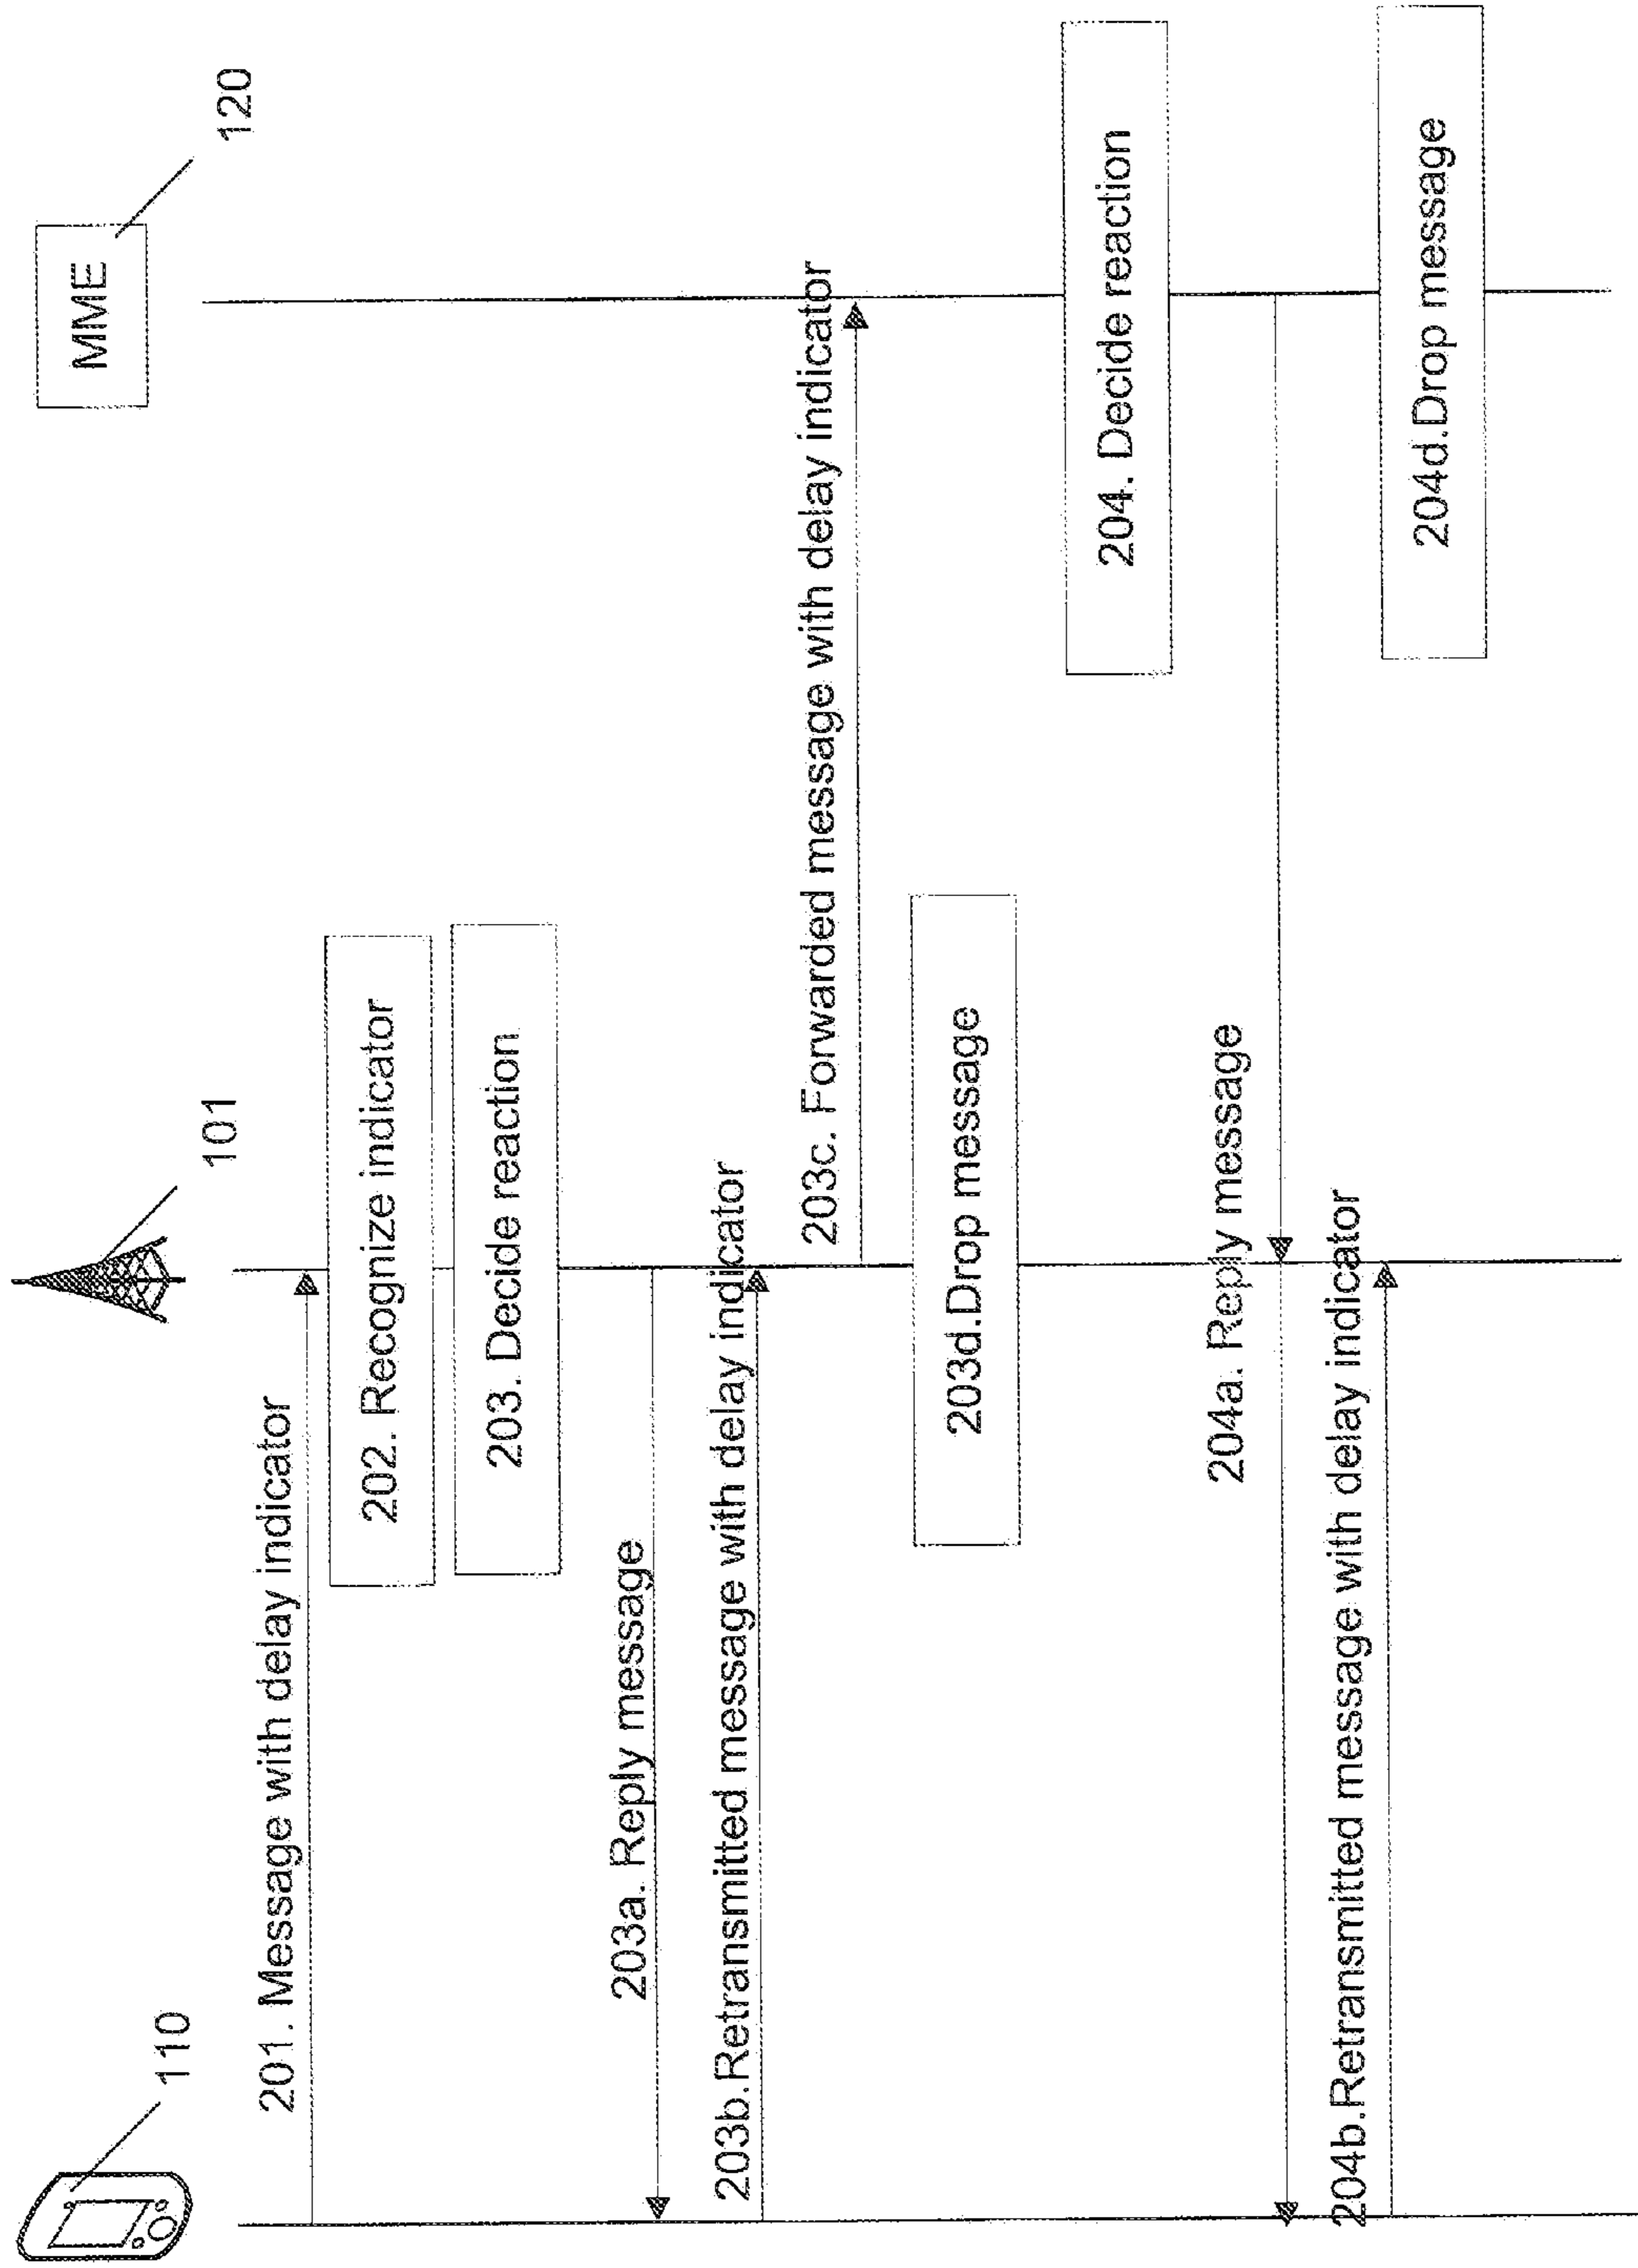 110
101
MME
120
201. Message with delay indicator
202. Recognize indicator
203. Decide reaction
203a. Reply message
203b.Retransmitted message with delay indicator
203c. Forwarded message with delay indicator
203d.Drop message
204. Decide reaction
204a. Reply message
204b.Retransmitted message with delay indicator
204d.Drop message